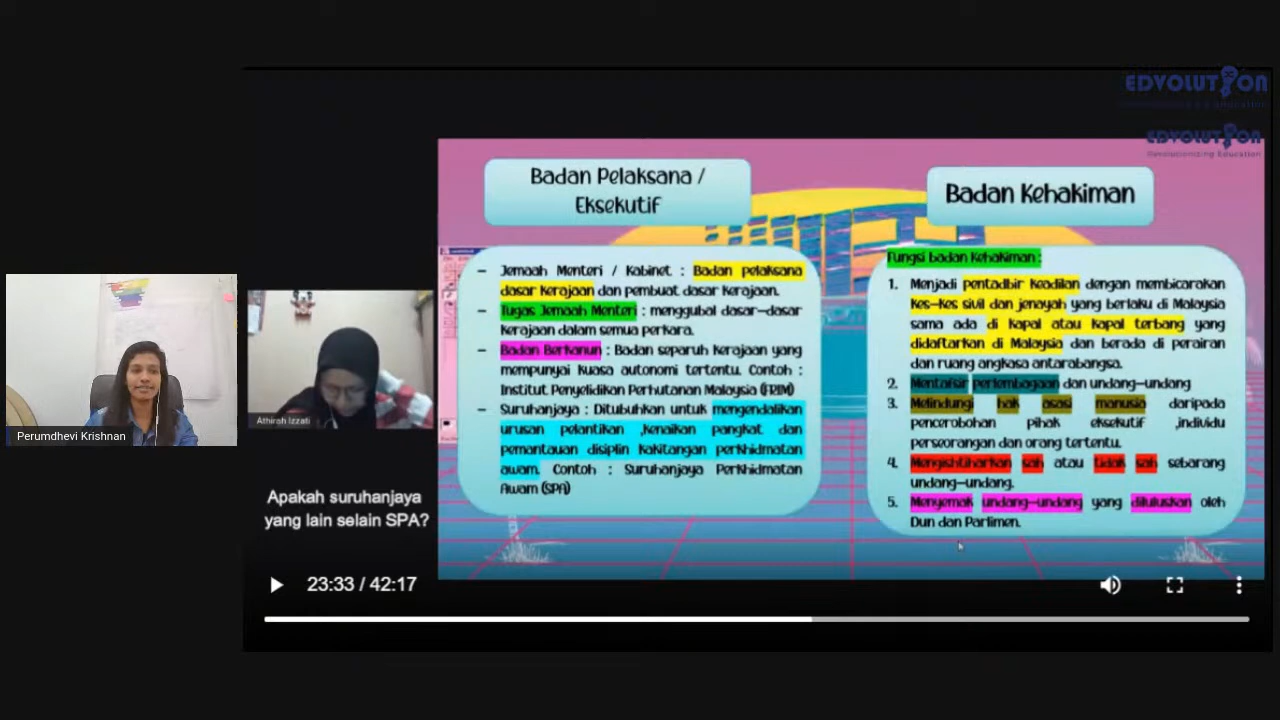 EDVOLUTION
EDVOLUTION
Revolutionizing Education
Badan Pelaksana /
Eksekutif
Badan Kehakiman
- Jemaah Menteri / Kabinet : Badan pelaksana
dasar kerajaan dan pembuat dasar kerajaan.
- Tugas Jemaah Menteri : menggubal dasar-dasar
kerajaan dalam semua perkara.
- Badan Berkanun : Badan separuh kerajaan yang
mempunyai kuasa autonomi tertentu. Contoh :
Institut Penyelidikan Perhutanan Malaysia (FRIM)
- Suruhanjaya : Ditubuhkan untuk mengendalikan
urusan pelantikan ,kenaikan pangkat dan
pemantauan disiplin kakitangan perkhidmatan
awam. Contoh : Suruhanjaya Perkhidmatan
Awam (SPA)
Fungsi badan kehakiman :
1. Menjadi pentadbir keadilan dengan membicarakan
kes-kes sivil dan jenayah yang berlaku di Malaysia
sama ada di kapal atau kapal terbang yang
didaftarkan di Malaysia dan berada di perairan
dan ruang angkasa antarabangsa.
2. Mentafsir perlembagaan dan undang-undang
3. Melindungi hak asasi manusia daripada
pencerobohan pihak eksekutif ,individu
perseorangan dan orang tertentu.
4. Mengishtiharkan sah atau tidak sah sebarang
undang-undang.
5. Menyemak undang-undang yang diluluskan oleh
Dun dan Parlimen.
Perumdhevi Krishnan
Athirah Izzati
Apakah suruhanjaya
yang lain selain SPA?
23:33 / 42:17